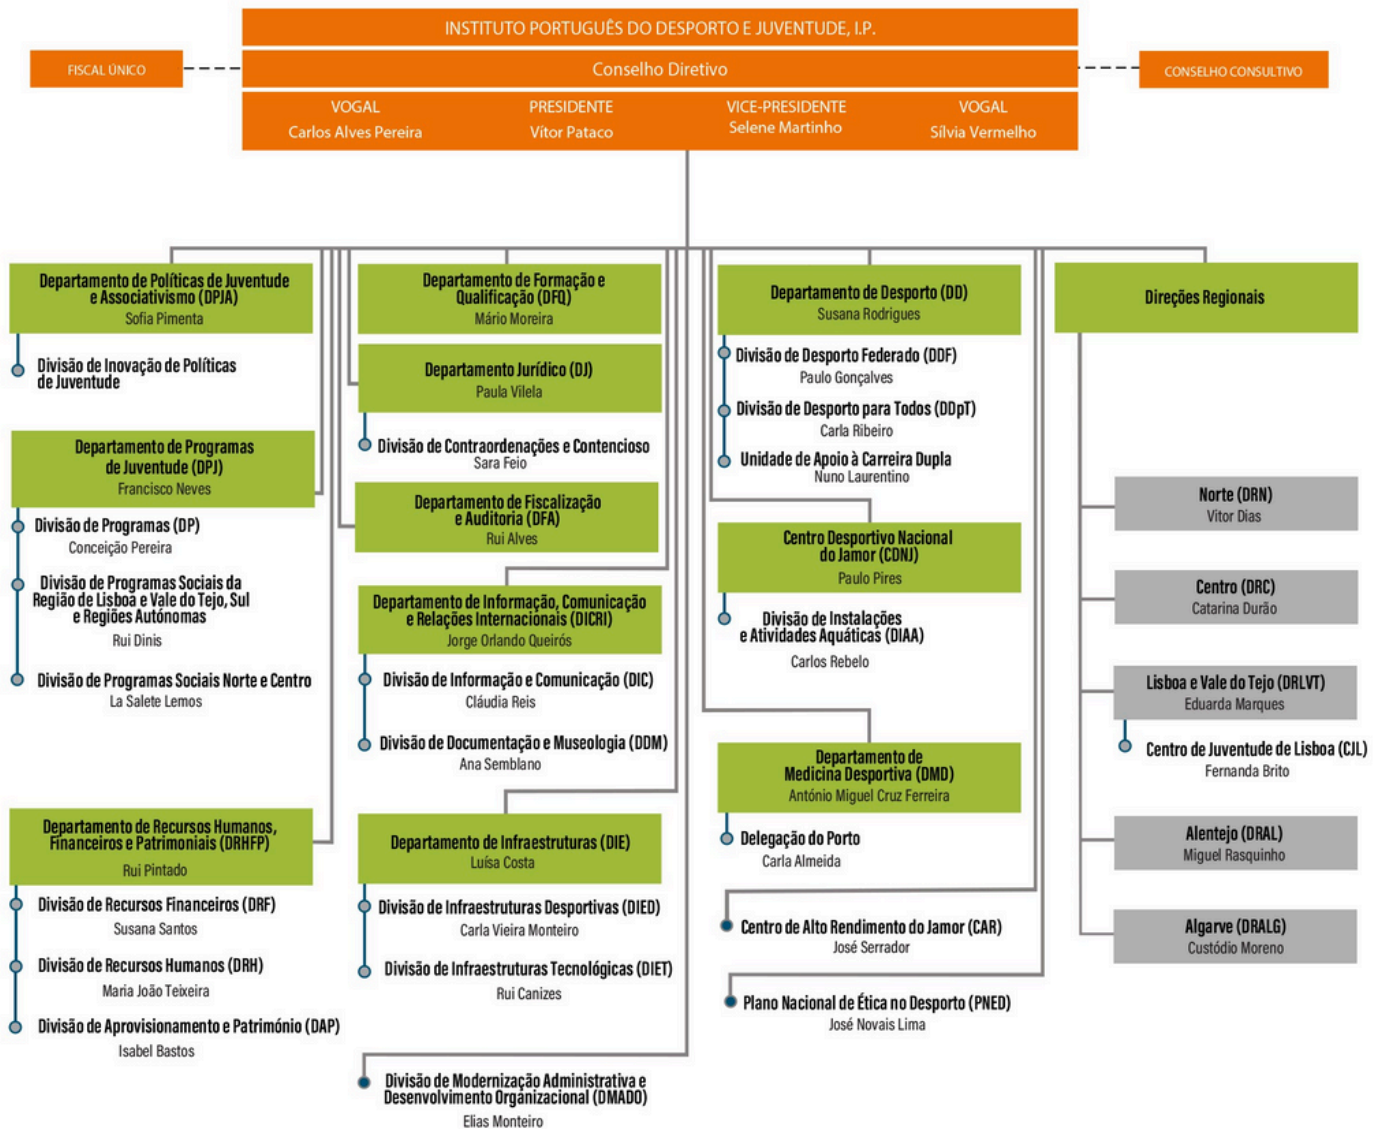 INSTITUTO PORTUGUÊS DO DESPORTO E JUVENTUDE, I.P.
FISCAL ÚNICO
Conselho Diretivo
CONSELHO CONSULTIVO
VOGAL
Carlos Alves Pereira
PRESIDENTE
Vítor Pataco
VICE-PRESIDENTE
Selene Martinho
VOGAL
Sílvia Vermelho
Departamento de Políticas de Juventude
e Associativismo (DPJA)
Sofia Pimenta
Divisão de Inovação de Políticas
de Juventude
Departamento de Programas
de Juventude (DPJ)
Francisco Neves
Divisão de Programas (DP)
Conceição Pereira
Divisão de Programas Sociais da
Região de Lisboa e Vale do Tejo, Sul
e Regiões Autónomas
Rui Dinis
Divisão de Programas Sociais Norte e Centro
La Salete Lemos
Departamento de Recursos Humanos,
Financeiros e Patrimoniais (DRHFP)
Rui Pintado
Divisão de Recursos Financeiros (DRF)
Susana Santos
Divisão de Recursos Humanos (DRH)
Maria João Teixeira
Divisão de Aprovisionamento e Património (DAP)
Isabel Bastos
Departamento de Formação e
Qualificação (DFQ)
Mário Moreira
Departamento Jurídico (DJ)
Paula Vilela
Divisão de Contraordenações e Contencioso
Sara Feio
Departamento de Fiscalização
e Auditoria (DFA)
Rui Alves
Departamento de Informação, Comunicação
e Relações Internacionais (DICRI)
Jorge Orlando Queirós
Divisão de Informação e Comunicação (DIC)
Cláudia Reis
Divisão de Documentação e Museologia (DDM)
Ana Semblano
Departamento de Infraestruturas (DIE)
Luísa Costa
Divisão de Infraestruturas Desportivas (DIED)
Carla Vieira Monteiro
Divisão de Infraestruturas Tecnológicas (DIET)
Rui Canizes
Divisão de Modernização Administrativa e
Desenvolvimento Organizacional (DMADO)
Elias Monteiro
Departamento de Desporto (DD)
Susana Rodrigues
Divisão de Desporto Federado (DDF)
Paulo Gonçalves
Divisão de Desporto para Todos (DDpT)
Carla Ribeiro
Unidade de Apoio à Carreira Dupla
Nuno Laurentino
Centro Desportivo Nacional
do Jamor (CDNJ)
Paulo Pires
Divisão de Instalações
e Atividades Aquáticas (DIAA)
Carlos Rebelo
Departamento de
Medicina Desportiva (DMD)
António Miguel Cruz Ferreira
Delegação do Porto
Carla Almeida
Centro de Alto Rendimento do Jamor (CAR)
José Serrador
Plano Nacional de Ética no Desporto (PNED)
José Novais Lima
Direções Regionais
Norte (DRN)
Vitor Dias
Centro (DRC)
Catarina Durão
Lisboa e Vale do Tejo (DRLVT)
Eduarda Marques
Centro de Juventude de Lisboa (CJL)
Fernanda Brito
Alentejo (DRAL)
Miguel Rasquinho
Algarve (DRALG)
Custódio Moreno